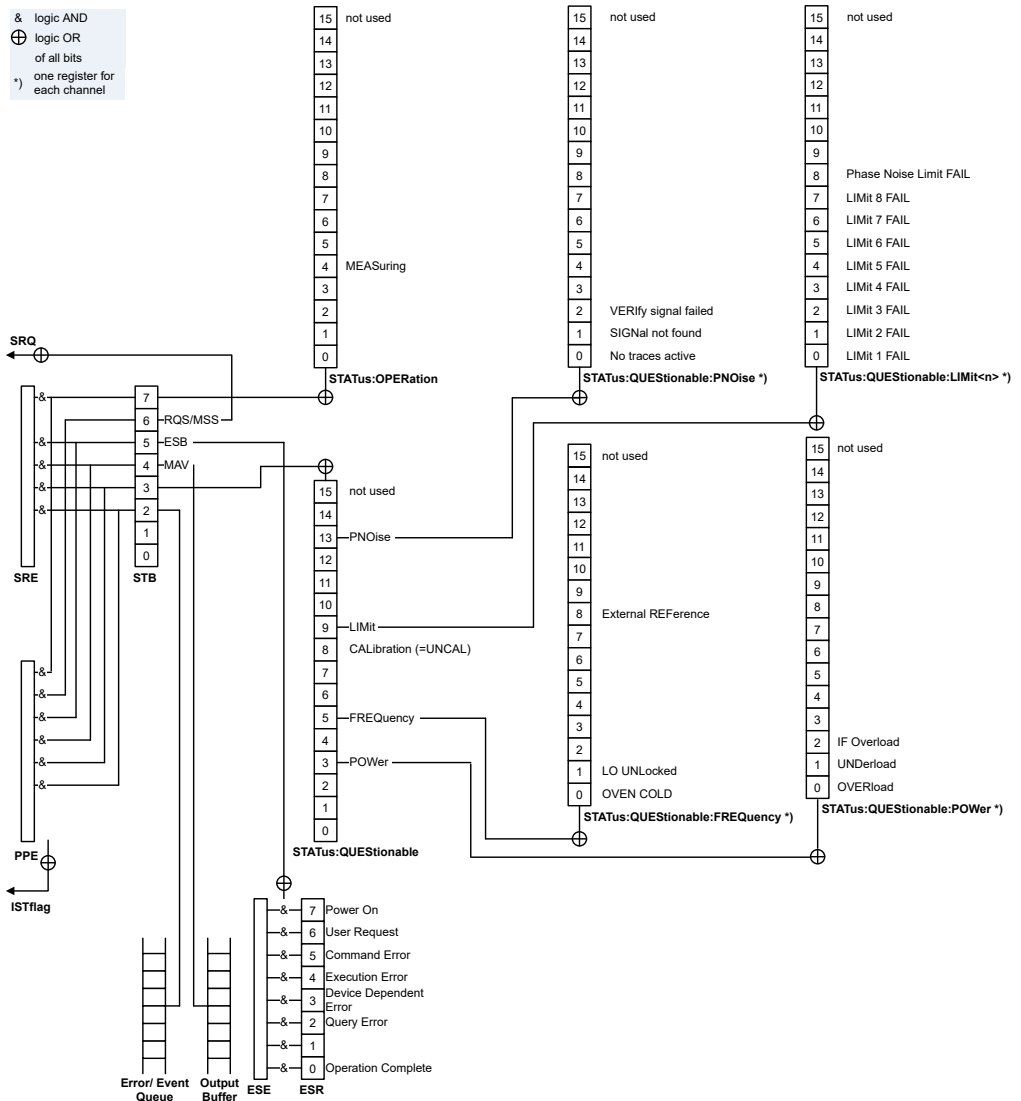 & logic AND
logic OR
of all bits
*) one register for
each channel
15 not used
14
13
12
11
10
9
8
7
6
5
4 MEASuring
3
2
1
0
STATus:OPERation
15 not used
14
13
12
11
10
9
8
7
6
5
4
3
2 VERIfy signal failed
1 SIGNal not found
0 No traces active
STATus:QUEStionable:PNOise *)
15 not used
14
13
12
11
10
9
8 Phase Noise Limit FAIL
7 LIMit 8 FAIL
6 LIMit 7 FAIL
5 LIMit 6 FAIL
4 LIMit 5 FAIL
3 LIMit 4 FAIL
2 LIMit 3 FAIL
1 LIMit 2 FAIL
0 LIMit 1 FAIL
STATus:QUEStionable:LIMit<n> *)
SRQ
&
&
&
&
&
SRE
7
6 RQS/MSS
5 ESB
4 MAV
3
2
1
0
STB
&
&
&
&
&
&
PPE
ISTflag
15 not used
14
13 PNOise
12
11
10
9 LIMit
8 CALibration (=UNCAL)
7
6
5 FREQuency
4
3 POWer
2
1
0
STATus:QUEStionable
15 not used
14
13
12
11
10
9
8 External REFerence
7
6
5
4
3
2
1 LO UNLocked
0 OVEN COLD
STATus:QUEStionable:FREQuency *)
15 not used
14
13
12
11
10
9
8
7
6
5
4
3
2 IF Overload
1 UNDerload
0 OVERload
STATus:QUEStionable:POWer *)
& 7 Power On
& 6 User Request
& 5 Command Error
& 4 Execution Error
& 3 Device Dependent
Error
& 2 Query Error
& 1
& 0 Operation Complete
ESE
ESR
Error/ Event
Queue
Output
Buffer